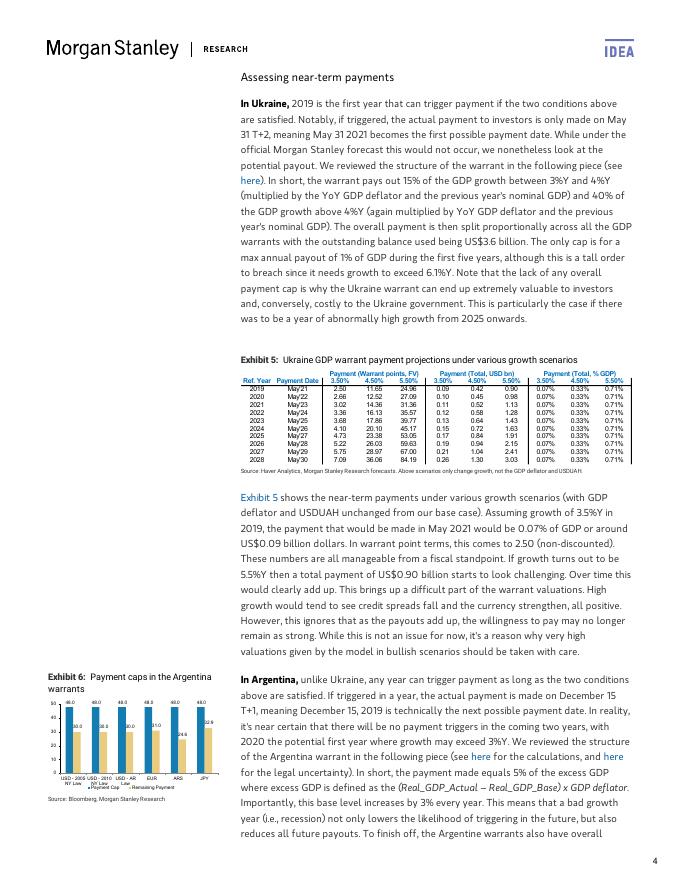 Morgan Stanley | RESEARCH
IDEA
Assessing near-term payments
In Ukraine, 2019 is the first year that can trigger payment if the two conditions above
are satisfied. Notably, if triggered, the actual payment to investors is only made on May
31 T+2, meaning May 31 2021 becomes the first possible payment date. While under the
official Morgan Stanley forecast this would not occur, we nonetheless look at the
potential payout. We reviewed the structure of the warrant in the following piece (see
here). In short, the warrant pays out 15% of the GDP growth between 3%Y and 4%Y
(multiplied by the YoY GDP deflator and the previous year's nominal GDP) and 40% of
the GDP growth above 4%Y (again multiplied by YoY GDP deflator and the previous
year's nominal GDP). The overall payment is then split proportionally across all the GDP
warrants with the outstanding balance used being US$3.6 billion. The only cap is for a
max annual payout of 1% of GDP during the first five years, although this is a tall order
to breach since it needs growth to exceed 6.1%Y. Note that the lack of any overall
payment cap is why the Ukraine warrant can end up extremely valuable to investors
and, conversely, costly to the Ukraine government. This is particularly the case if there
was to be a year of abnormally high growth from 2025 onwards.
Exhibit 5: Ukraine GDP warrant payment projections under various growth scenarios
Payment (Warrant points, FV) Payment (Total, USD bn) Payment (Total, % GDP)
Ref. Year Payment Date 3.50% 4.50% 5.50% 3.50% 4.50% 5.50% 3.50% 4.50% 5.50%
2019 May'21 2.50 11.65 24.96 0.09 0.42 0.90 0.07% 0.33% 0.71%
2020 May'22 2.66 12.52 27.09 0.10 0.45 0.98 0.07% 0.33% 0.71%
2021 May'23 3.02 14.36 31.36 0.11 0.52 1.13 0.07% 0.33% 0.71%
2022 May'24 3.36 16.13 35.57 0.12 0.58 1.28 0.07% 0.33% 0.71%
2023 May'25 3.68 17.86 39.77 0.13 0.64 1.43 0.07% 0.33% 0.71%
2024 May'26 4.10 20.10 45.17 0.15 0.72 1.63 0.07% 0.33% 0.71%
2025 May'27 4.73 23.38 53.05 0.17 0.84 1.91 0.07% 0.33% 0.71%
2026 May'28 5.22 26.03 59.63 0.19 0.94 2.15 0.07% 0.33% 0.71%
2027 May'29 5.75 28.97 67.00 0.21 1.04 2.41 0.07% 0.33% 0.71%
2028 May'30 7.09 36.06 84.19 0.26 1.30 3.03 0.07% 0.33% 0.71%
Source: Haver Analytics, Morgan Stanley Research forecasts. Above scenarios only change growth, not the GDP deflator and USDUAH.
Exhibit 5 shows the near-term payments under various growth scenarios (with GDP
deflator and USDUAH unchanged from our base case). Assuming growth of 3.5%Y in
2019, the payment that would be made in May 2021 would be 0.07% of GDP or around
US$0.09 billion dollars. In warrant point terms, this comes to 2.50 (non-discounted).
These numbers are all manageable from a fiscal standpoint. If growth turns out to be
5.5%Y then a total payment of US$0.90 billion starts to look challenging. Over time this
would clearly add up. This brings up a difficult part of the warrant valuations. High
growth would tend to see credit spreads fall and the currency strengthen, all positive.
However, this ignores that as the payouts add up, the willingness to pay may no longer
remain as strong. While this is not an issue for now, it's a reason why very high
valuations given by the model in bullish scenarios should be taken with care.
Exhibit 6: Payment caps in the Argentina
warrants
50
40
30
20
10
0
48.0 48.0 48.0 48.0 48.0 48.0
30.0 30.0 30.0 31.0 24.6 32.9
USD - 2005 USD - 2010 USD - AR EUR ARS JPY
NY Law NY Law Law
Payment Cap Remaining Payment
Source: Bloomberg, Morgan Stanley Research
In Argentina, unlike Ukraine, any year can trigger payment as long as the two conditions
above are satisfied. If triggered in a year, the actual payment is made on December 15
T+1, meaning December 15, 2019 is technically the next possible payment date. In reality,
it's near certain that there will be no payment triggers in the coming two years, with
2020 the potential first year where growth may exceed 3%Y. We reviewed the structure
of the Argentina warrant in the following piece (see here for the calculations, and here
for the legal uncertainty). In short, the payment made equals 5% of the excess GDP
where excess GDP is defined as the (Real_GDP_Actual – Real_GDP_Base) x GDP deflator.
Importantly, this base level increases by 3% every year. This means that a bad growth
year (i.e., recession) not only lowers the likelihood of triggering in the future, but also
reduces all future payouts. To finish off, the Argentine warrants also have overall
4